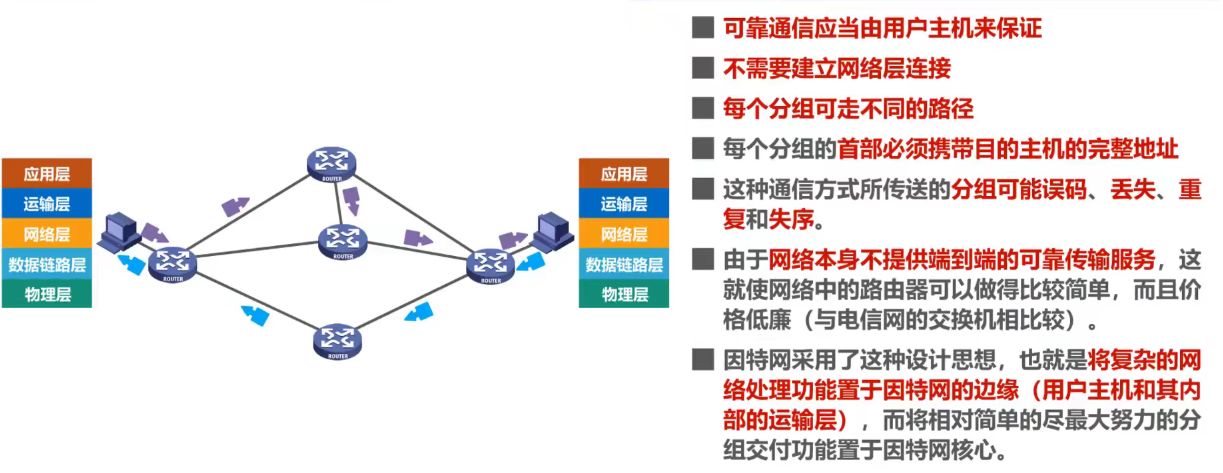 应用层
运输层
网络层
数据链路层
物理层
ROUTER
ROUTER
ROUTER
ROUTER
ROUTER
应用层
运输层
网络层
数据链路层
物理层
可靠通信应当由用户主机来保证
不需要建立网络层连接
每个分组可走不同的路径
每个分组的首部必须携带目的主机的完整地址
这种通信方式所传送的分组可能误码、丢失、重
复和失序。
由于网络本身不提供端到端的可靠传输服务，这
就使网络中的路由器可以做得比较简单，而且价
格低廉（与电信网的交换机相比较）。
因特网采用了这种设计思想，也就是将复杂的网
络处理功能置于因特网的边缘（用户主机和其内
部的运输层），而将相对简单的尽最大努力的分
组交付功能置于因特网核心。